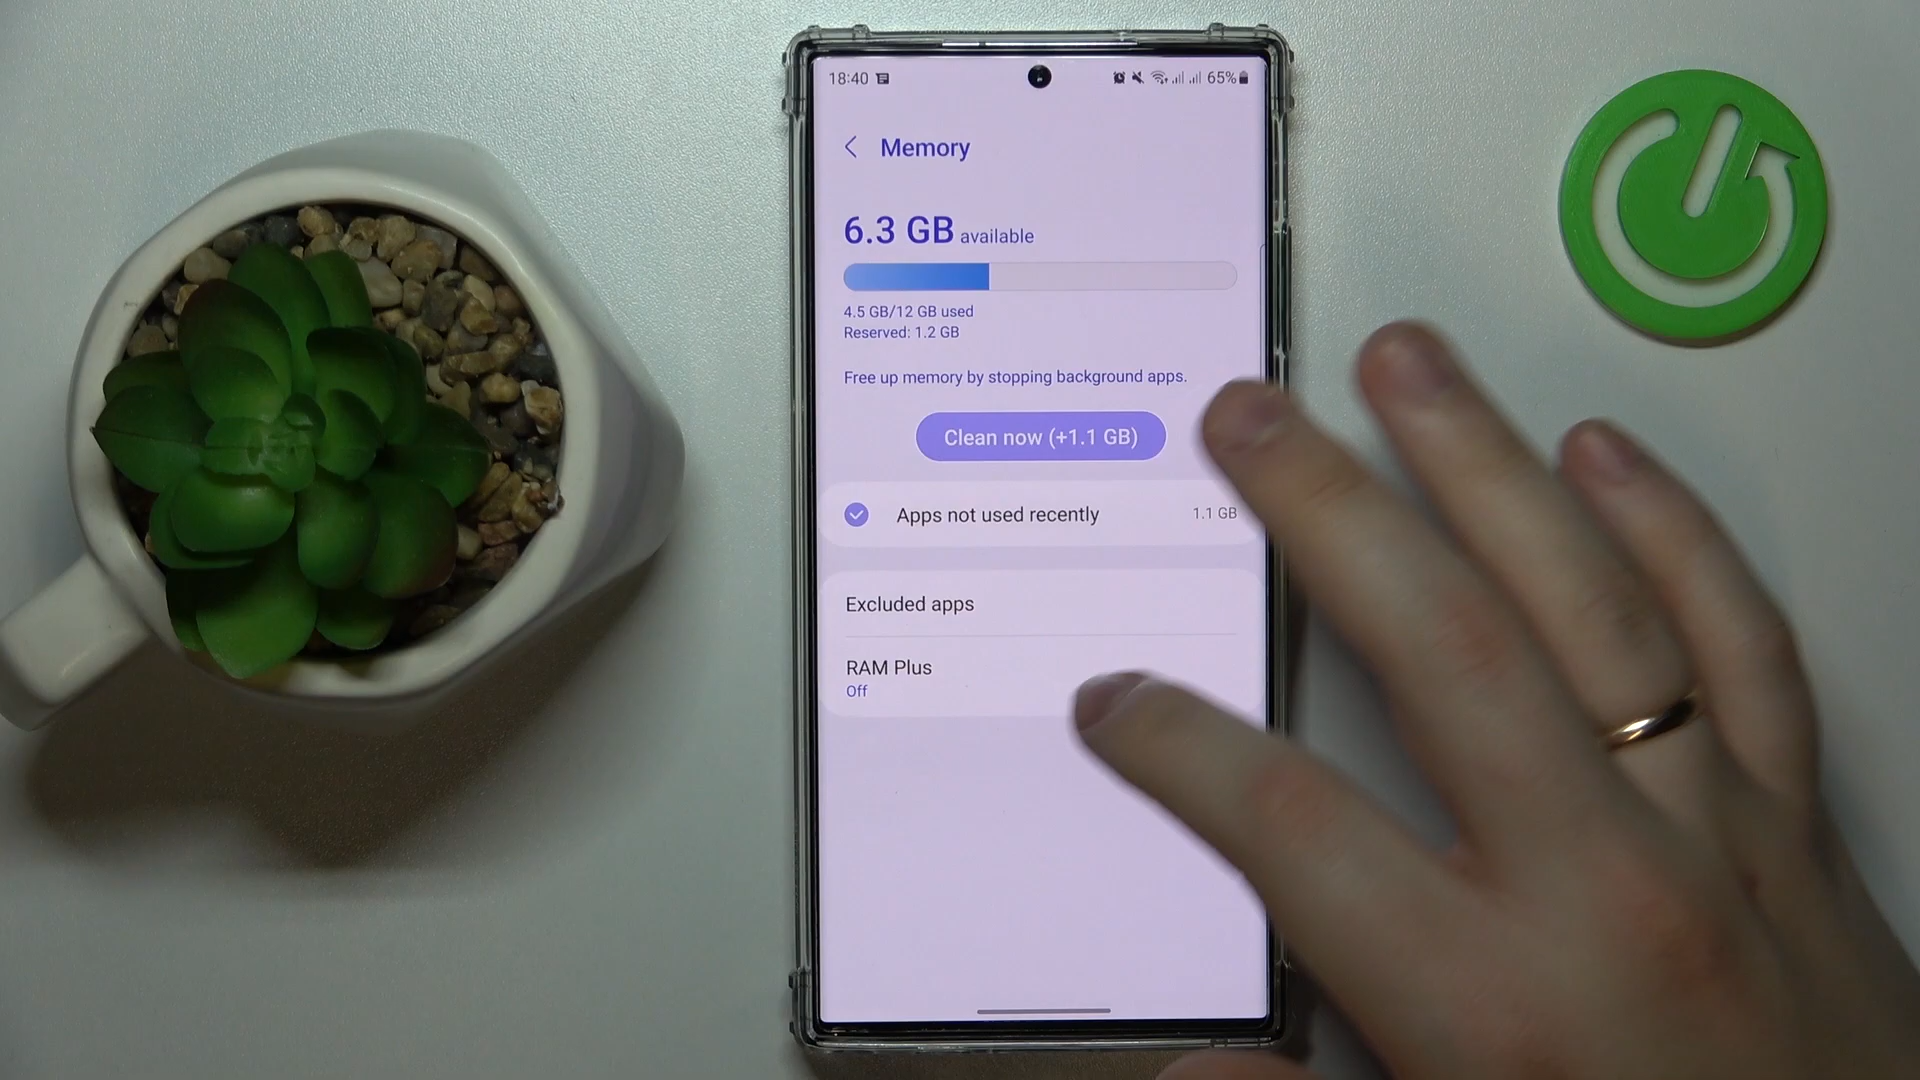 18:40
65%
Memory
6.3 GB available
4.5 GB/12 GB used
Reserved: 1.2 GB
Free up memory by stopping background apps.
Clean now (+1.1 GB)
Apps not used recently
1.1 GB
Excluded apps
RAM Plus
Off